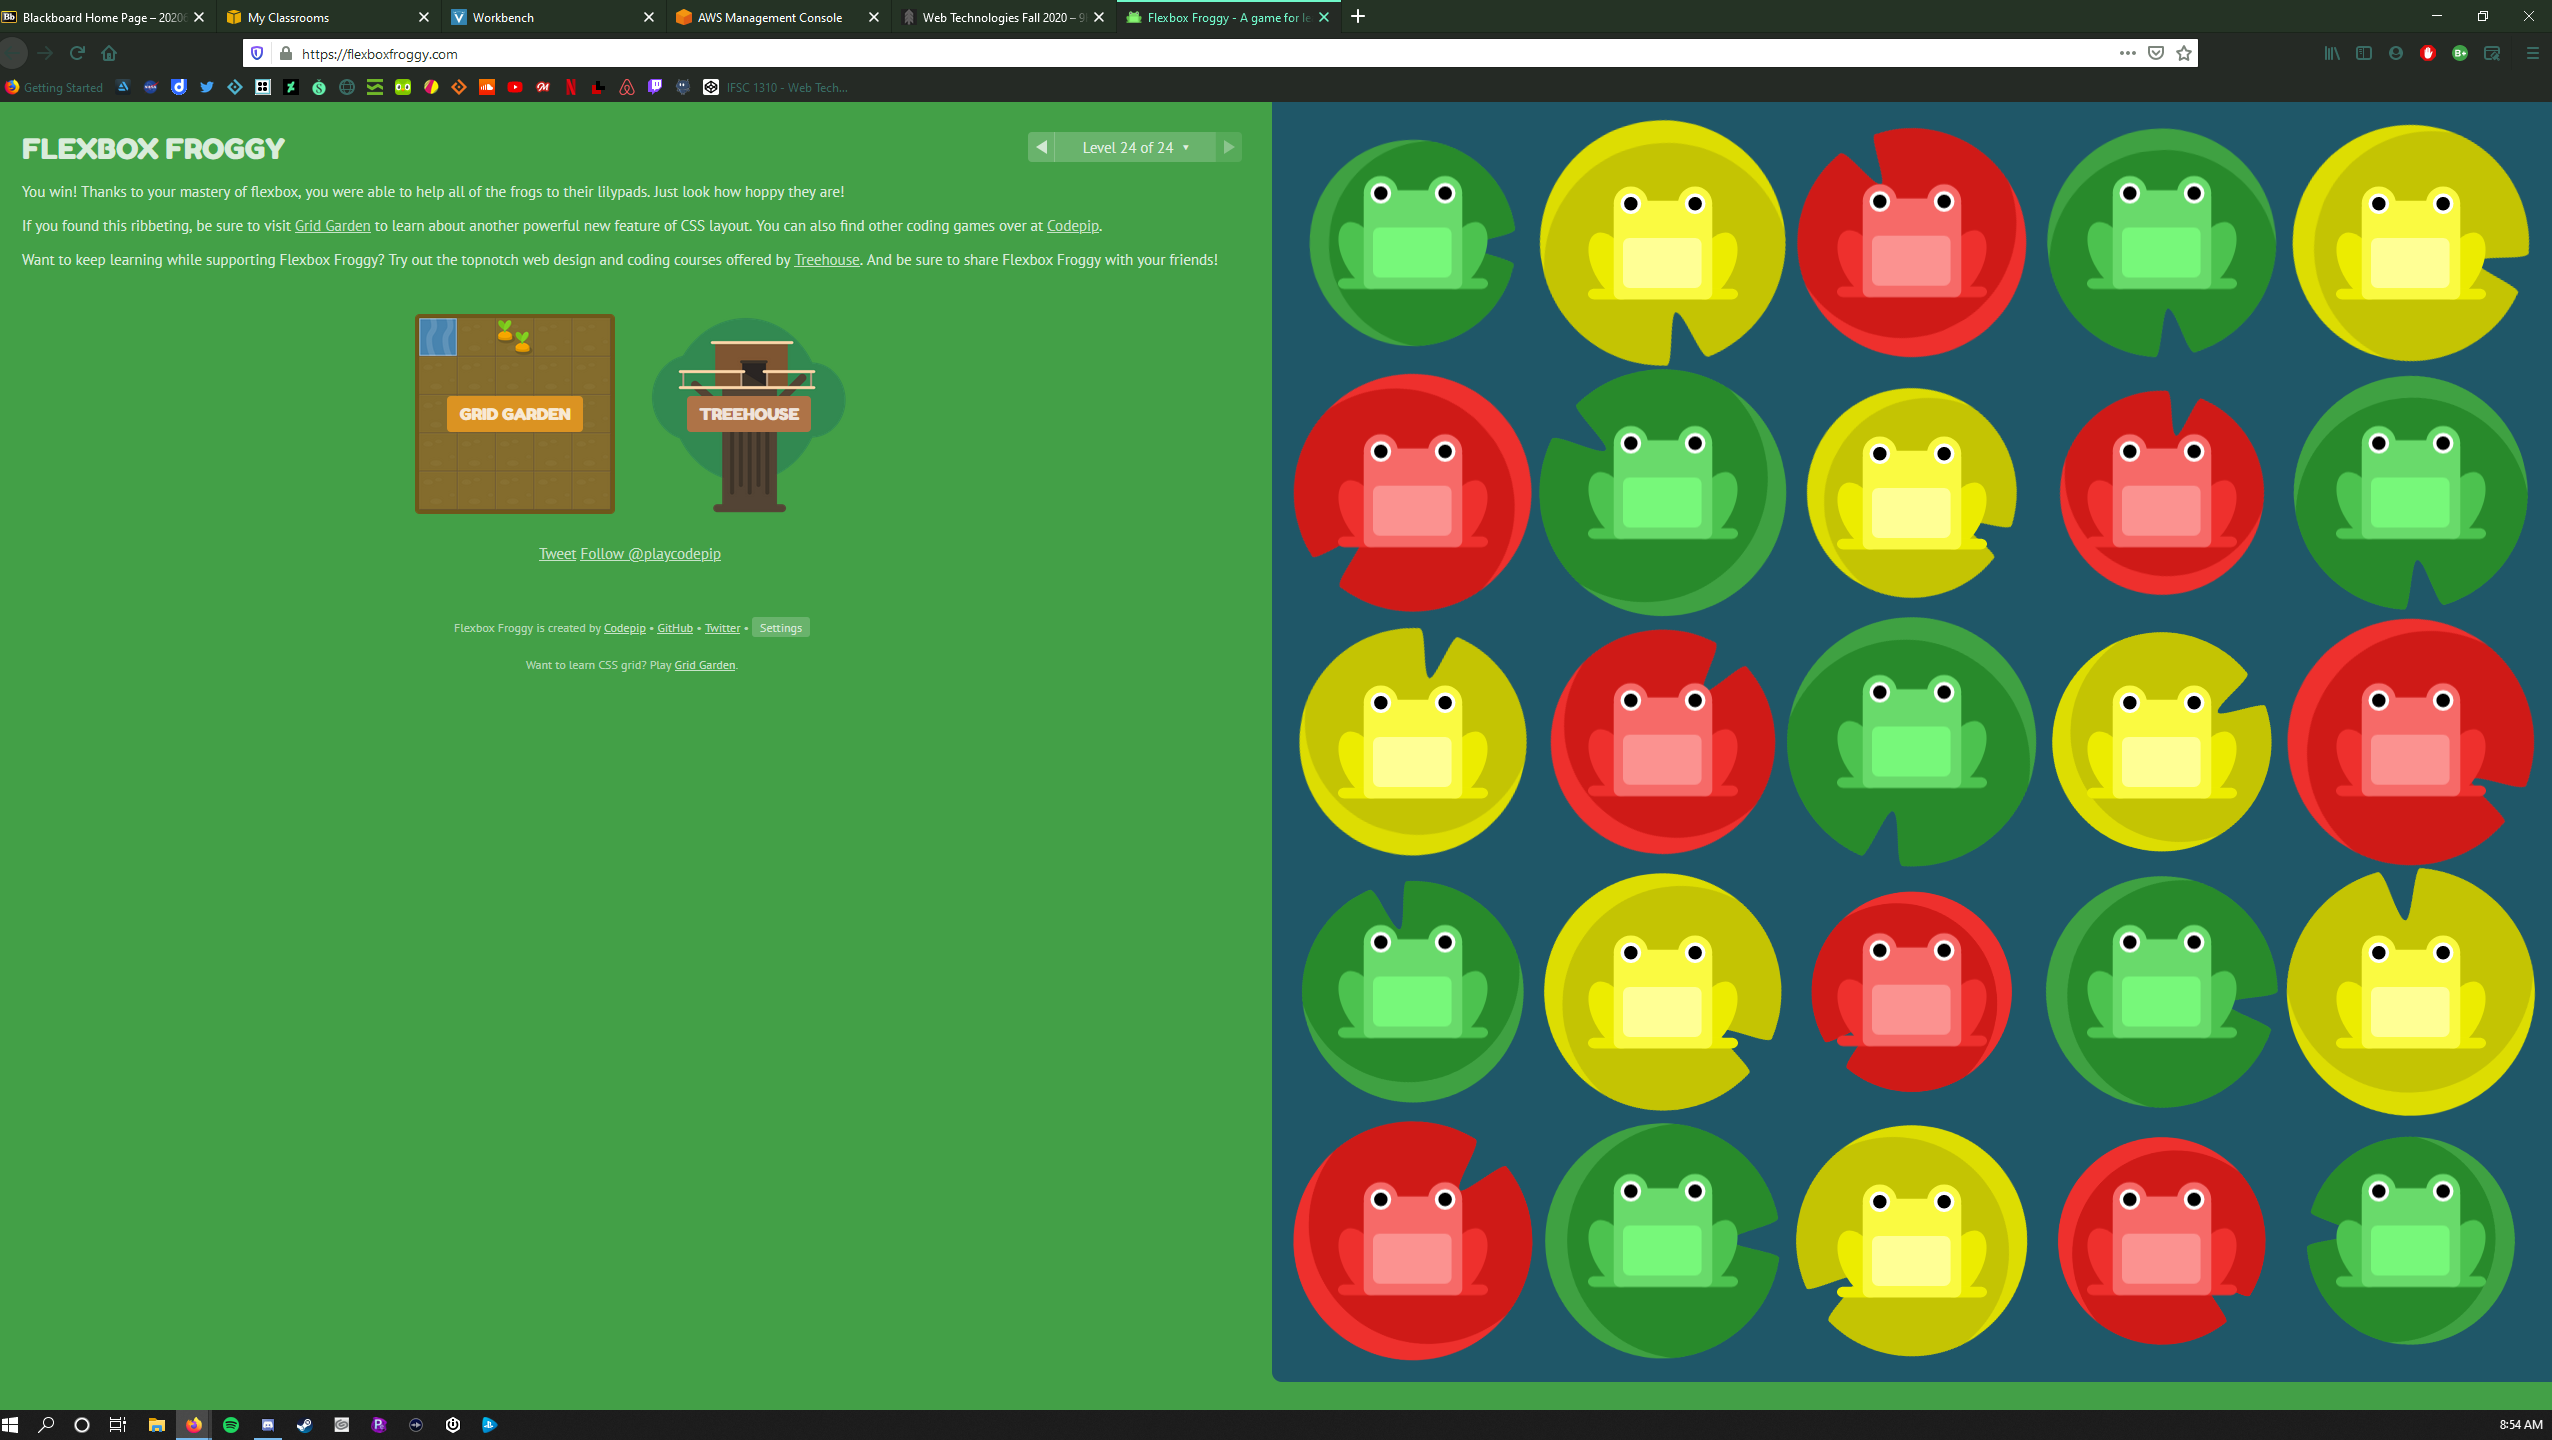 Bb Blackboard Home Page – 2020
My Classrooms
Workbench
AWS Management Console
Web Technologies Fall 2020 – 9
Flexbox Froggy - A game for le
https://flexboxfroggy.com
Getting Started
IFSC 1310 - Web Tech...
FLEXBOX FROGGY
Level 24 of 24
You win! Thanks to your mastery of flexbox, you were able to help all of the frogs to their lilypads. Just look how hoppy they are!
If you found this ribbeting, be sure to visit Grid Garden to learn about another powerful new feature of CSS layout. You can also find other coding games over at Codepip.
Want to keep learning while supporting Flexbox Froggy? Try out the topnotch web design and coding courses offered by Treehouse. And be sure to share Flexbox Froggy with your friends!
GRID GARDEN
TREEHOUSE
Tweet Follow @playcodepip
Flexbox Froggy is created by Codepip • GitHub • Twitter • Settings
Want to learn CSS grid? Play Grid Garden.
8:54 AM